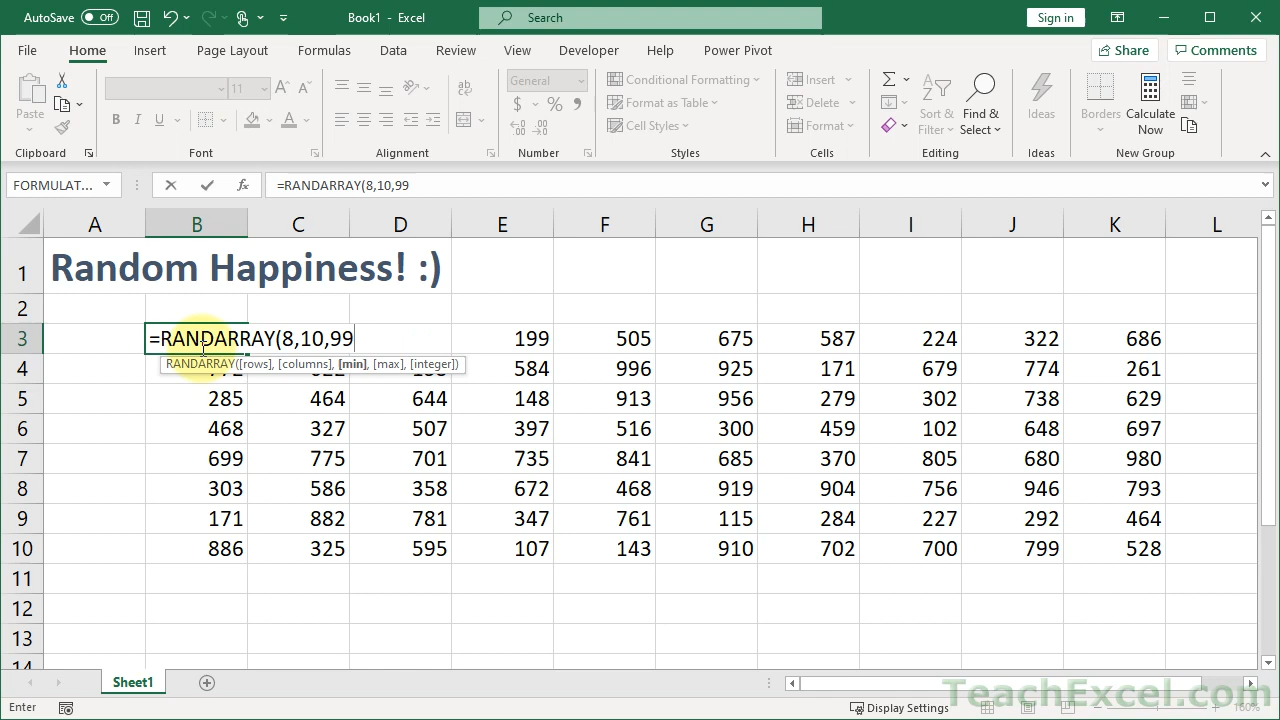 AutoSave Off Book1 - Excel Search Sign in
File Home Insert Page Layout Formulas Data Review View Developer Help Power Pivot Share Comments
Paste
11
B I U A
General
$ % 9
Conditional Formatting
Format as Table
Cell Styles
Insert
Delete
Format
Sort & Filter
Find & Select
Ideas
Borders
Calculate Now
Clipboard Font Alignment Number Styles Cells Editing Ideas New Group
FORMULAT... fx =RANDARRAY(8,10,99
A B C D E F G H I J K L
1 Random Happiness! :)
2
3 =RANDARRAY(8,10,99 199 505 675 587 224 322 686
RANDARRAY([rows], [columns], [min], [max], [integer])
4 584 996 925 171 679 774 261
5 285 464 644 148 913 956 279 302 738 629
6 468 327 507 397 516 300 459 102 648 697
7 699 775 701 735 841 685 370 805 680 980
8 303 586 358 672 468 919 904 756 946 793
9 171 882 781 347 761 115 284 227 292 464
10 886 325 595 107 143 910 702 700 799 528
11
12
13
14
Sheet1
TeachExcel.com
Enter Display Settings 160%